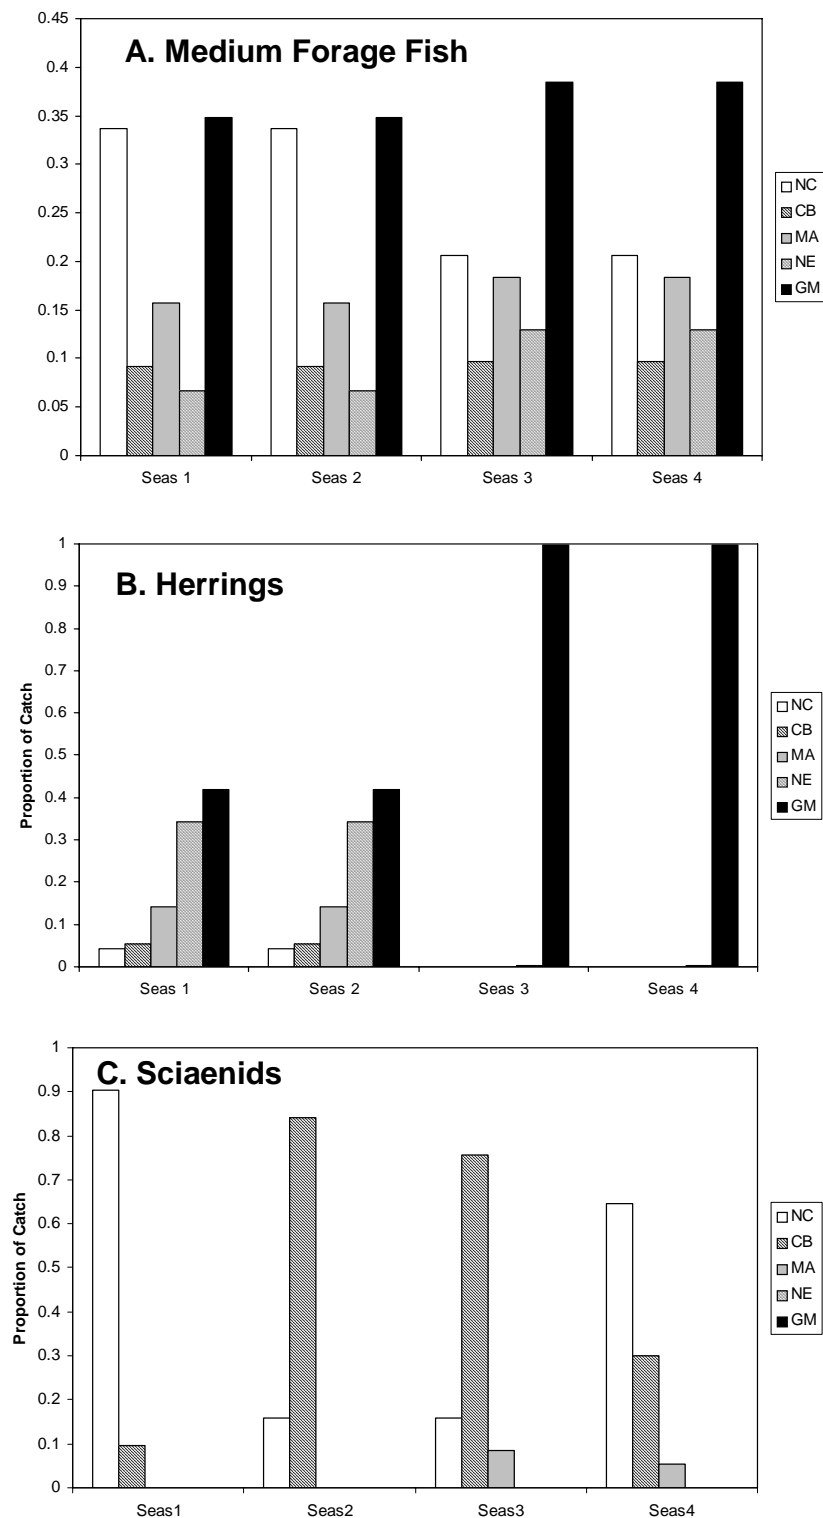 A. Medium Forage Fish
0.45
0.4
0.35
0.3
0.25
0.2
0.15
0.1
0.05
0
Seas 1 Seas 2 Seas 3 Seas 4
NC
CB
MA
NE
GM
B. Herrings
Proportion of Catch
1
0.9
0.8
0.7
0.6
0.5
0.4
0.3
0.2
0.1
0
Seas 1 Seas 2 Seas 3 Seas 4
NC
CB
MA
NE
GM
C. Sciaenids
Proportion of Catch
1
0.9
0.8
0.7
0.6
0.5
0.4
0.3
0.2
0.1
0
Seas1 Seas2 Seas3 Seas4
NC
CB
MA
NE
GM